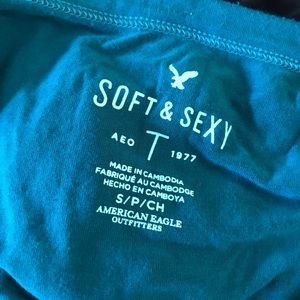 SOFT & SEXY
AEO T 1977
MADE IN CAMBODIA
FABRIQUÉ AU CAMBODGE
HECHO EN CAMBOYA
S/P/CH
AMERICAN EAGLE
OUTFITTERS